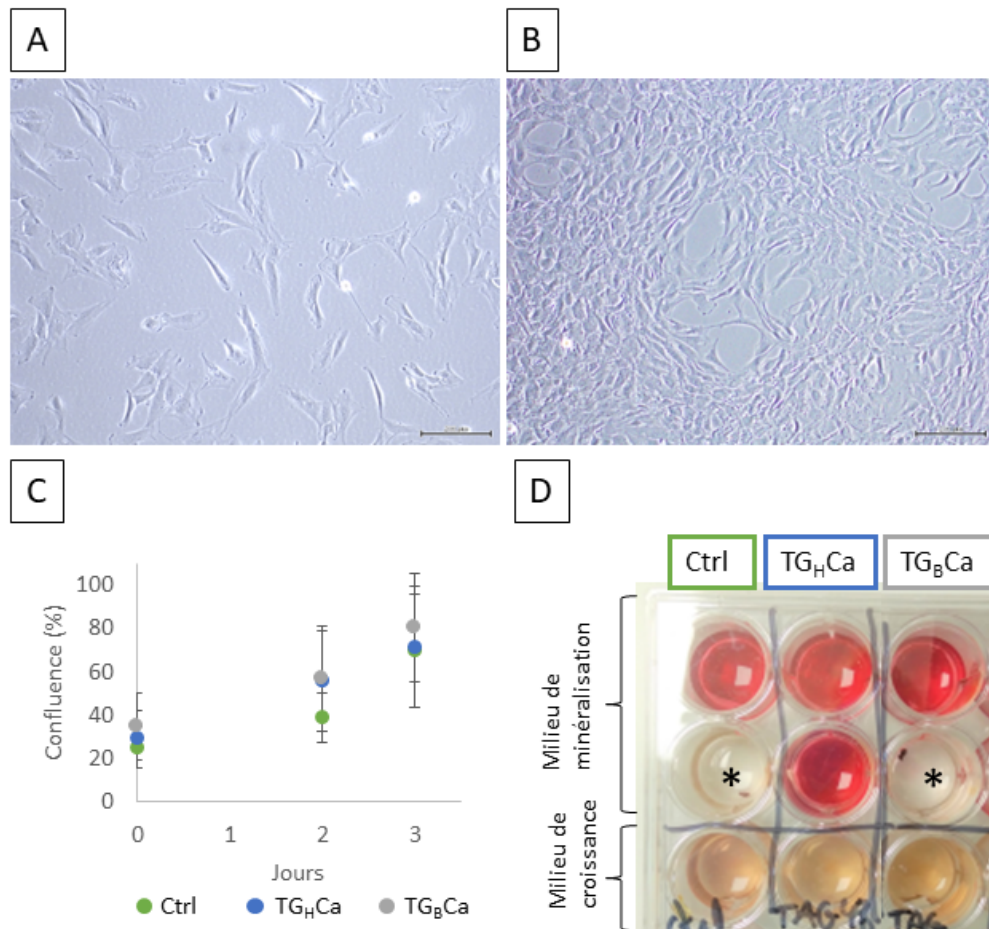 A
B
C
D
Confluence (%)
100
80
60
40
20
0
0 1 2 3
Jours
Ctrl TGHCa TGBCa
Ctrl TGHCa TGBCa
Milieu de
minéralisation
*
*
Milieu de
croissance
TAG